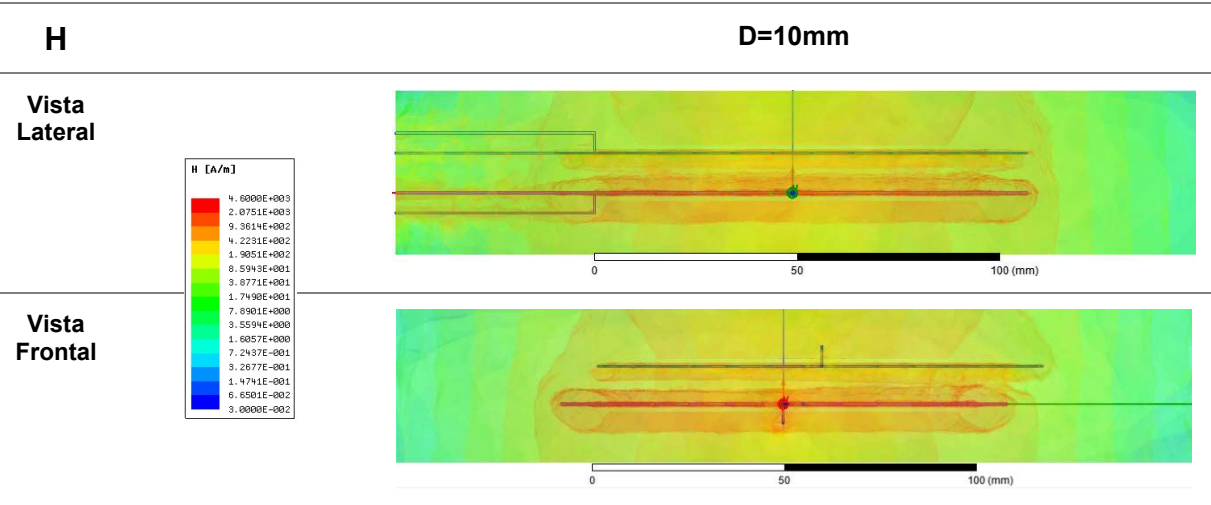 H
D=10mm
Vista
Lateral
H [A/m]
4.6000E+003
2.0751E+003
9.3614E+002
4.2231E+002
1.9051E+002
8.5943E+001
3.8771E+001
1.7490E+001
7.8901E+000
3.5594E+000
1.6057E+000
7.2437E-001
3.2677E-001
1.4741E-001
6.6501E-002
3.0000E-002
0 50 100 (mm)
Vista
Frontal
0 50 100 (mm)